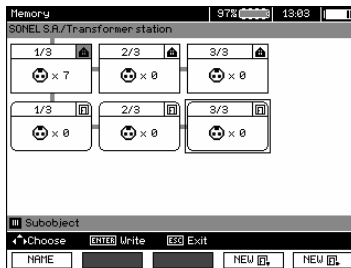 Memory 97% 13:03
SONEL S.A./Transformer station
1/3 2/3 3/3
x 7 x 0 x 0
1/3 2/3 3/3
x 0 x 0 x 0
Subobject
Choose ENTER Write ESC Exit
NAME NEW NEW